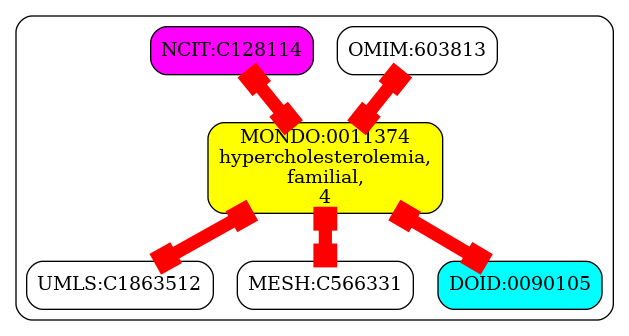 NCIT:C128114
OMIM:603813
MONDO:0011374
hypercholesterolemia,
familial,
4
UMLS:C1863512
MESH:C566331
DOID:0090105